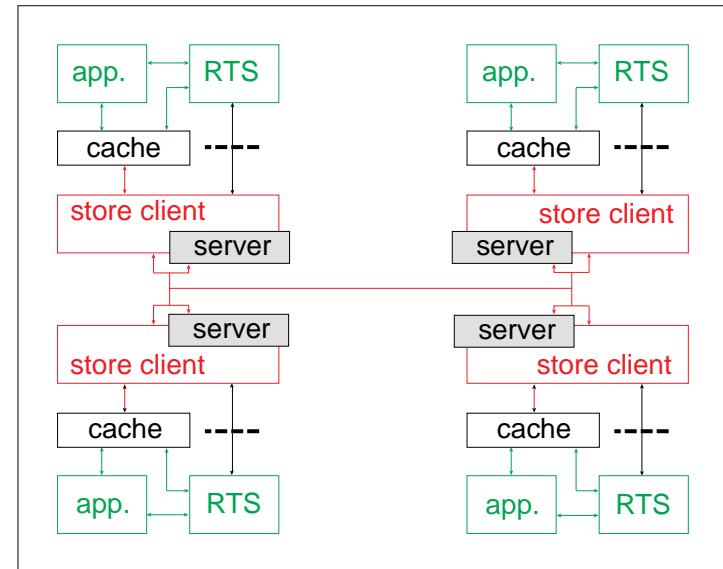 app. RTS app. RTS
cache cache
store client store client
server server
server server
store client store client
cache cache
app. RTS app. RTS